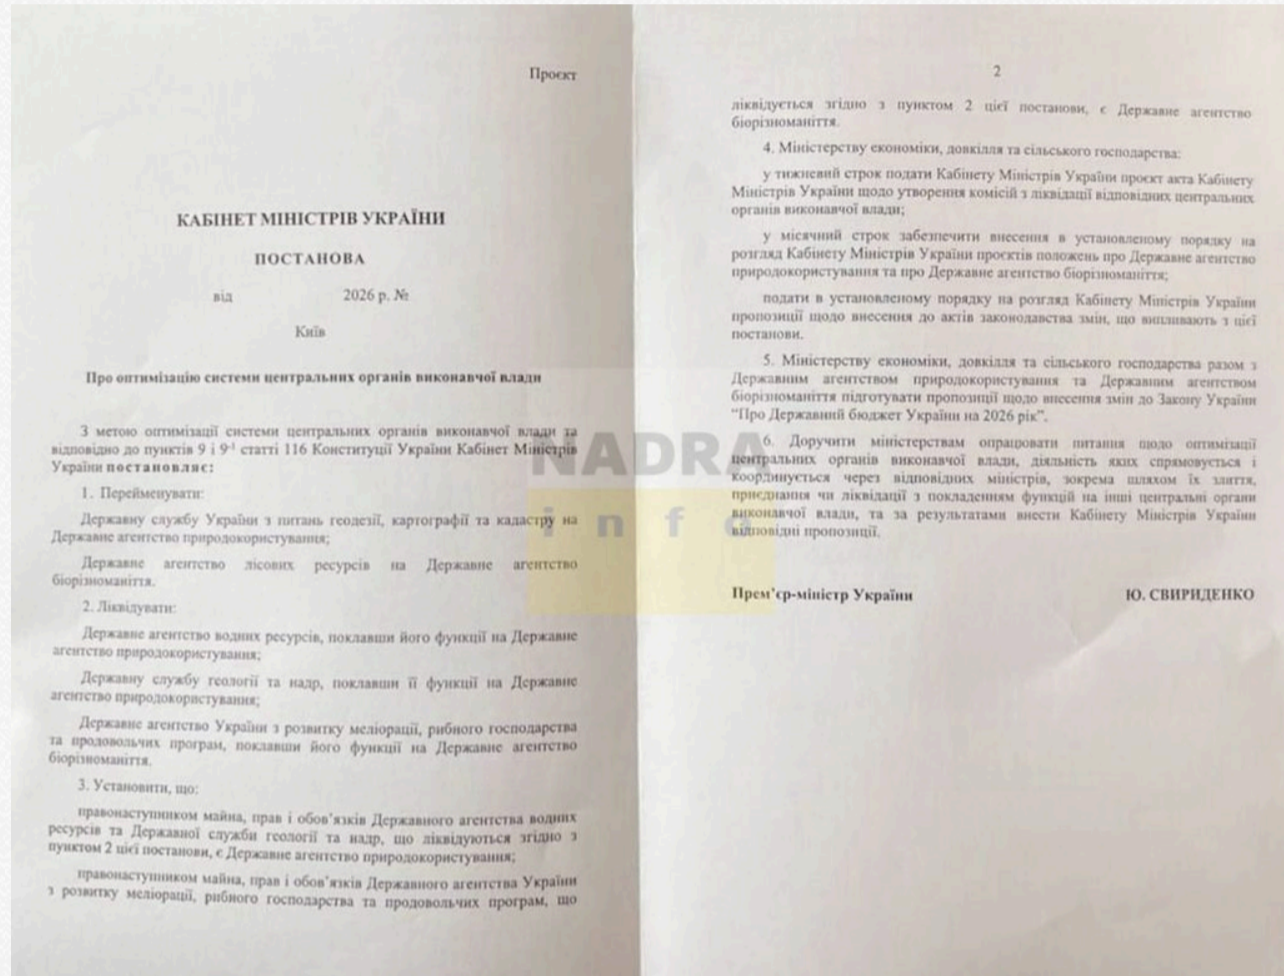 Проєкт
КАБІНЕТ МІНІСТРІВ УКРАЇНИ
ПОСТАНОВА
від 2026 р. №
Київ
Про оптимізацію системи центральних органів виконавчої влади
З метою оптимізації системи центральних органів виконавчої влади та
відповідно до пунктів 9 і 9¹ статті 116 Конституції України Кабінет Міністрів
України постановляє:
1. Перейменувати:
Державну службу України з питань геодезії, картографії та кадастру на
Державне агентство природокористування;
Державне агентство лісових ресурсів на Державне агентство
біорізноманіття.
2. Ліквідувати:
Державне агентство водних ресурсів, поклавши його функції на Державне
агентство природокористування;
Державну службу геології та надр, поклавши її функції на Державне
агентство природокористування;
Державне агентство України з розвитку меліорації, рибного господарства
та продовольчих програм, поклавши його функції на Державне агентство
біорізноманіття.
3. Установити, що:
правонаступником майна, прав і обов’язків Державного агентства водних
ресурсів та Державної служби геології та надр, що ліквідуються згідно з
пунктом 2 цієї постанови, є Державне агентство природокористування;
правонаступником майна, прав і обов’язків Державного агентства України
з розвитку меліорації, рибного господарства та продовольчих програм, що
2
ліквідується згідно з пунктом 2 цієї постанови, є Державне агентство
біорізноманіття.
4. Міністерству економіки, довкілля та сільського господарства:
у тижневий строк подати Кабінету Міністрів України проєкт акта Кабінету
Міністрів України щодо утворення комісій з ліквідації відповідних центральних
органів виконавчої влади;
у місячний строк забезпечити внесення в установленому порядку на
розгляд Кабінету Міністрів України проєктів положень про Державне агентство
природокористування та про Державне агентство біорізноманіття;
подати в установленому порядку на розгляд Кабінету Міністрів України
пропозиції щодо внесення до актів законодавства змін, що випливають з цієї
постанови.
5. Міністерству економіки, довкілля та сільського господарства разом з
Державним агентством природокористування та Державним агентством
біорізноманіття підготувати пропозиції щодо внесення змін до Закону України
“Про Державний бюджет України на 2026 рік”.
6. Доручити міністерствам опрацювати питання щодо оптимізації
центральних органів виконавчої влади, діяльність яких спрямовується і
координується через відповідних міністрів, зокрема шляхом їх злиття,
приєднання чи ліквідації з покладенням функцій на інші центральні органи
виконавчої влади, та за результатами внести Кабінету Міністрів України
відповідні пропозиції.
Прем’єр-міністр України Ю. СВИРИДЕНКО
NADRA
info